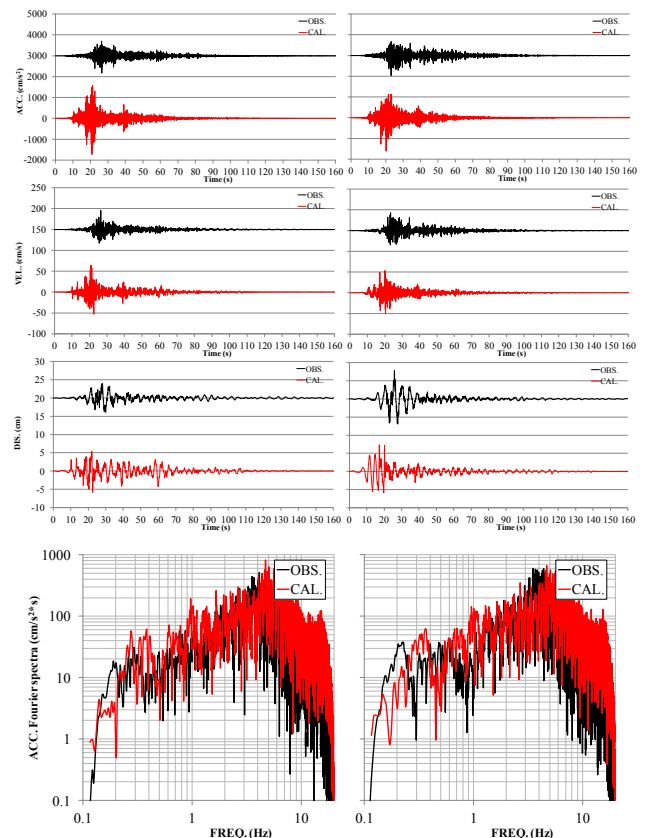 5000
4000
3000
2000
1000
0
-1000
-2000
ACC. (cm/s²)
OBS.
CAL.
0 10 20 30 40 50 60 70 80 90 100 110 120 130 140 150 160
Time (s)
OBS.
CAL.
0 10 20 30 40 50 60 70 80 90 100 110 120 130 140 150 160
Time (s)
250
200
150
100
50
0
-50
-100
VEL. (cm/s)
OBS.
CAL.
0 10 20 30 40 50 60 70 80 90 100 110 120 130 140 150 160
Time (s)
OBS.
CAL.
0 10 20 30 40 50 60 70 80 90 100 110 120 130 140 150 160
Time (s)
30
25
20
15
10
5
0
-5
-10
DIS. (cm)
OBS.
CAL.
0 10 20 30 40 50 60 70 80 90 100 110 120 130 140 150 160
Time (s)
OBS.
CAL.
0 10 20 30 40 50 60 70 80 90 100 110 120 130 140 150 160
Time (s)
1000
100
10
1
0.1
ACC. Fourier spectra (cm/s²*s)
OBS.
CAL.
0.1 1 10
FREQ. (Hz)
OBS.
CAL.
0.1 1 10
FREQ. (Hz)